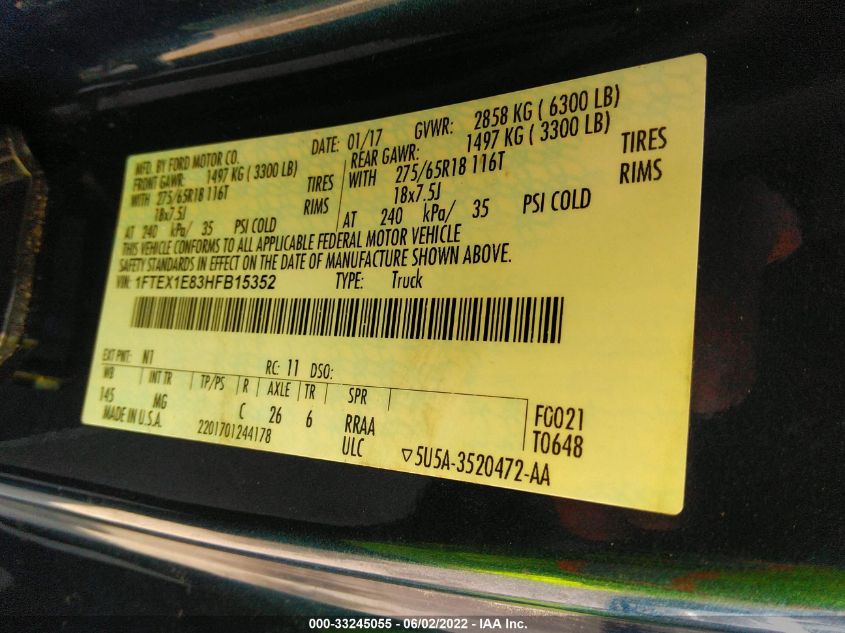 MFD. BY FORD MOTOR CO. DATE: 01/17 GVWR: 2858 KG ( 6300 LB)
FRONT GAWR: 1497 KG ( 3300 LB) REAR GAWR: 1497 KG ( 3300 LB)
WITH 275/65R18 116T TIRES WITH 275/65R18 116T TIRES
18x7.5J RIMS 18x7.5J RIMS
AT 240 kPa/ 35 PSI COLD AT 240 kPa/ 35 PSI COLD
THIS VEHICLE CONFORMS TO ALL APPLICABLE FEDERAL MOTOR VEHICLE
SAFETY STANDARDS IN EFFECT ON THE DATE OF MANUFACTURE SHOWN ABOVE.
VIN: 1FTEX1E83HFB15352 TYPE: Truck
EXT PNT: N1 RC: 11 DSO:
WB INT TR TP/PS R AXLE TR SPR
145 MG C 26 6 RRAA FC021
MADE IN U.S.A. 2201701244178 ULC T0648
▽5U5A-3520472-AA
000-33245055 - 06/02/2022 - IAA Inc.